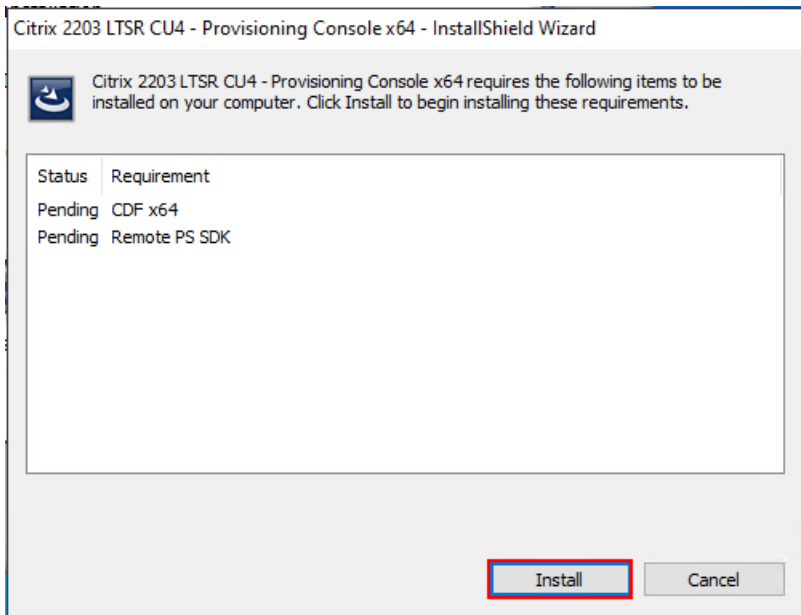 Citrix 2203 LTSR CU4 - Provisioning Console x64 - InstallShield Wizard
Citrix 2203 LTSR CU4 - Provisioning Console x64 requires the following items to be
installed on your computer. Click Install to begin installing these requirements.
Status Requirement
Pending CDF x64
Pending Remote PS SDK
Install Cancel